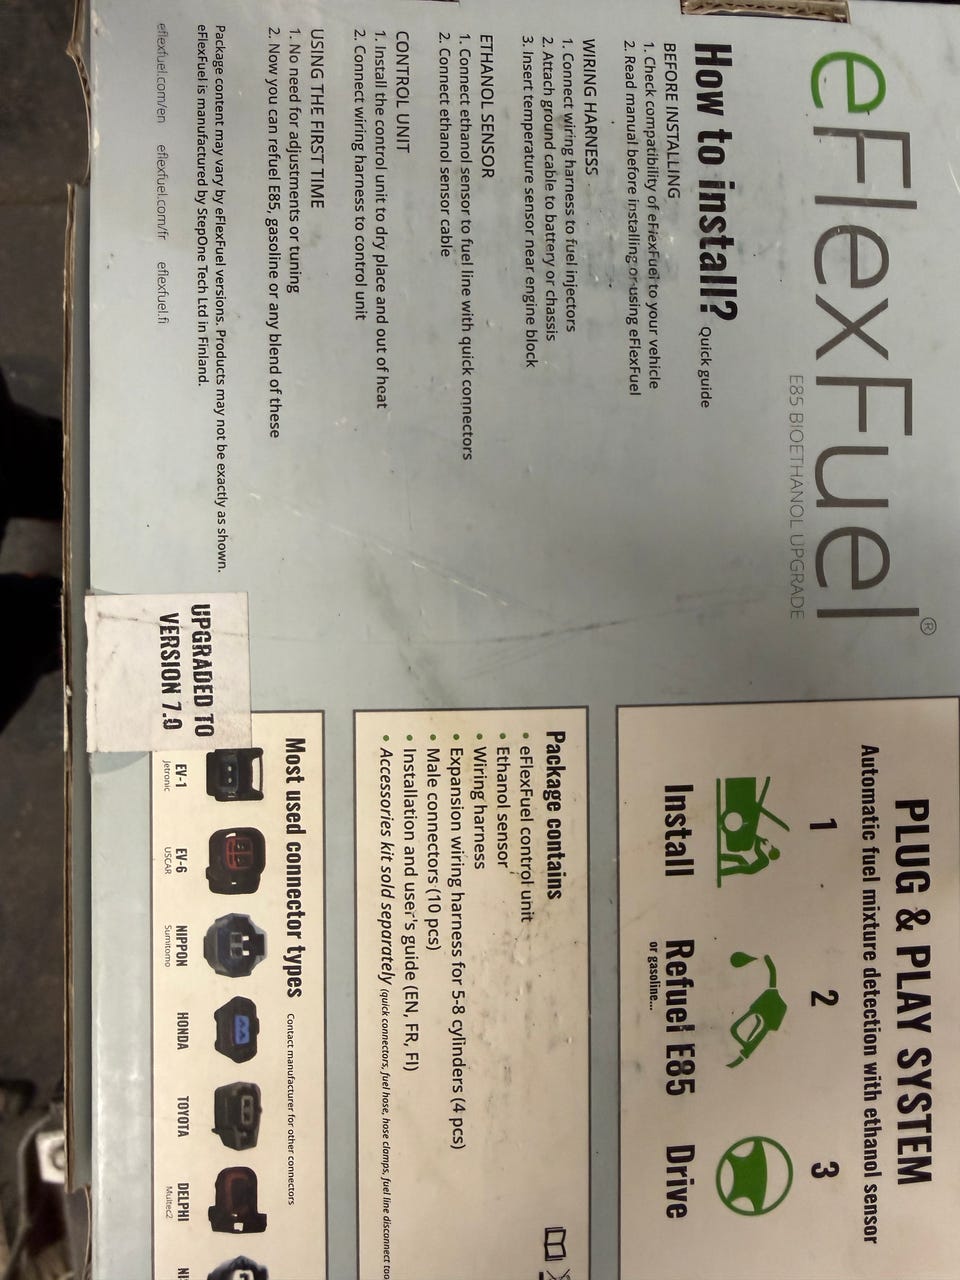 eFlexFuel®
E85 BIOETHANOL UPGRADE
How to install? Quick guide
BEFORE INSTALLING
1. Check compatibility of eFlexFuel to your vehicle
2. Read manual before installing or using eFlexFuel
WIRING HARNESS
1. Connect wiring harness to fuel injectors
2. Attach ground cable to battery or chassis
3. Insert temperature sensor near engine block
ETHANOL SENSOR
1. Connect ethanol sensor to fuel line with quick connectors
2. Connect ethanol sensor cable
CONTROL UNIT
1. Install the control unit to dry place and out of heat
2. Connect wiring harness to control unit
USING THE FIRST TIME
1. No need for adjustments or tuning
2. Now you can refuel E85, gasoline or any blend of these
Package content may vary by eFlexFuel versions. Products may not be exactly as shown.
eFlexFuel is manufactured by StepOne Tech Ltd in Finland.
eflexfuel.com/en eflexfuel.com/fr eflexfuel.fi
UPGRADED TO
VERSION 7.0
PLUG & PLAY SYSTEM
Automatic fuel mixture detection with ethanol sensor
1 2 3
Install Refuel E85 Drive
or gasoline...
Package contains
• eFlexFuel control unit
• Ethanol sensor
• Wiring harness
• Expansion wiring harness for 5-8 cylinders (4 pcs)
• Male connectors (10 pcs)
• Installation and user's guide (EN, FR, FI)
• Accessories kit sold separately (quick connectors, fuel hose, hose clamps, fuel line disconnect
Most used connector types Contact manufacturer for other connectors
EV-1 EV-6 NIPPON HONDA TOYOTA DELPHI
Jetronic USCAR Sumitomo Multec2